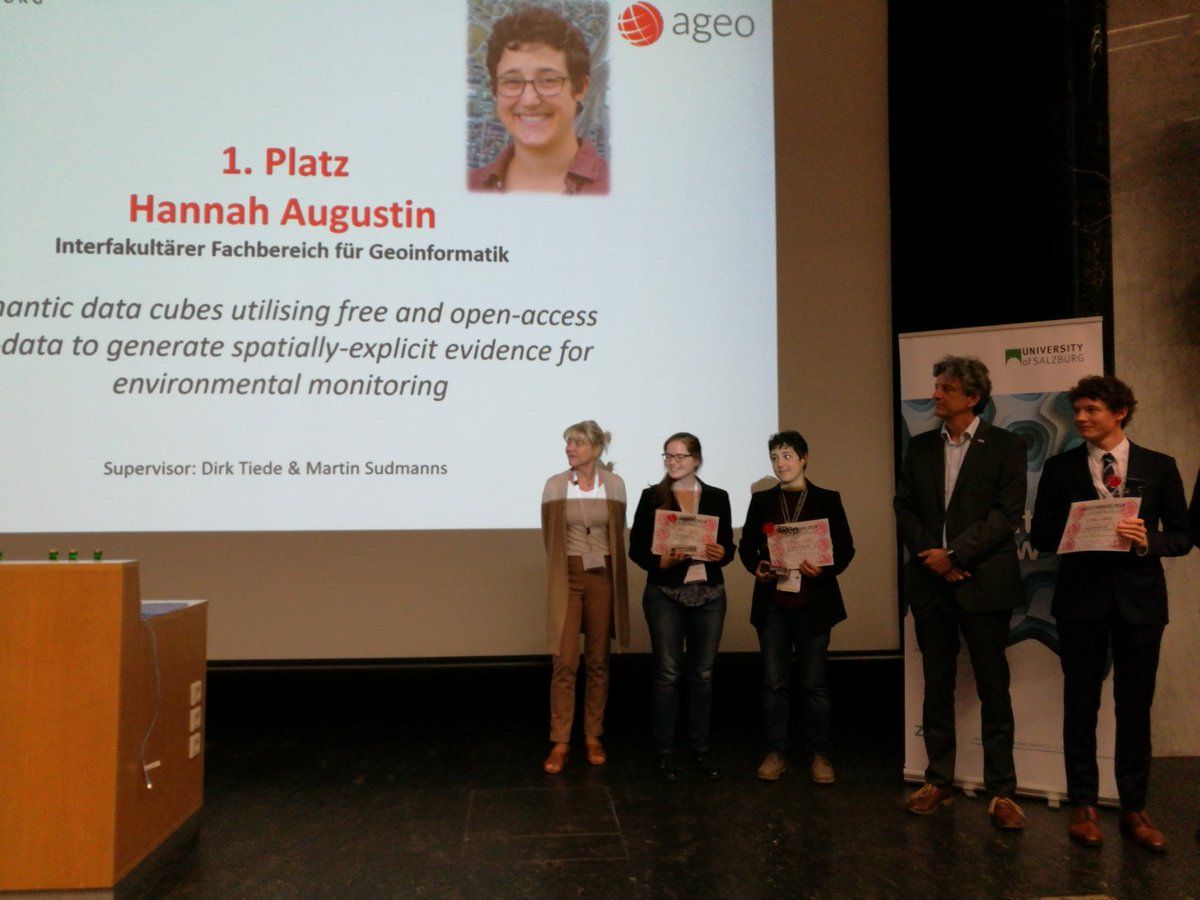 ageo
1. Platz
Hannah Augustin
Interfakultärer Fachbereich für Geoinformatik
data cubes utilising free and open-access
data to generate spatially-explicit evidence for
environmental monitoring
Supervisor: Dirk Tiede & Martin Sudmanns
UNIVERSITY
of SALZBURG